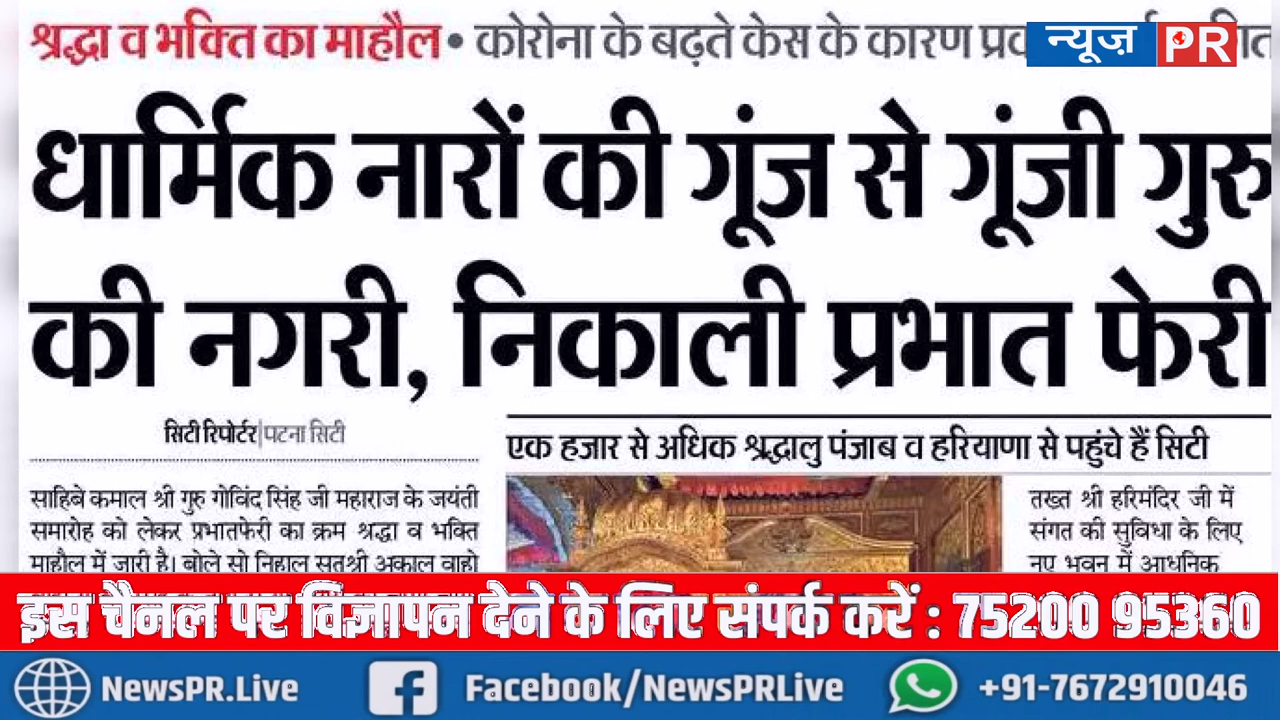 श्रद्धा व भक्ति का माहौल • कोरोना के बढ़ते केस के कारण
न्यूज़ PR
धार्मिक नारों की गूंज से गूंजी गुरु
की नगरी, निकाली प्रभात फेरी
सिटी रिपोर्टर|पटना सिटी
साहिबे कमाल श्री गुरु गोविंद सिंह जी महाराज के जयंती
समारोह को लेकर प्रभातफेरी का क्रम श्रद्धा व भक्ति
माहौल में जारी है। बोले सो निहाल सतश्री अकाल वाहो
एक हजार से अधिक श्रद्धालु पंजाब व हरियाणा से पहुंचे हैं सिटी
तख्त श्री हरिमंदिर जी में
संगत की सुविधा के लिए
नए भवन में आधुनिक
इस चैनल पर विज्ञापन देने के लिए संपर्क करें : 75200 95360
NewsPR.Live
Facebook/NewsPRLive
+91-7672910046